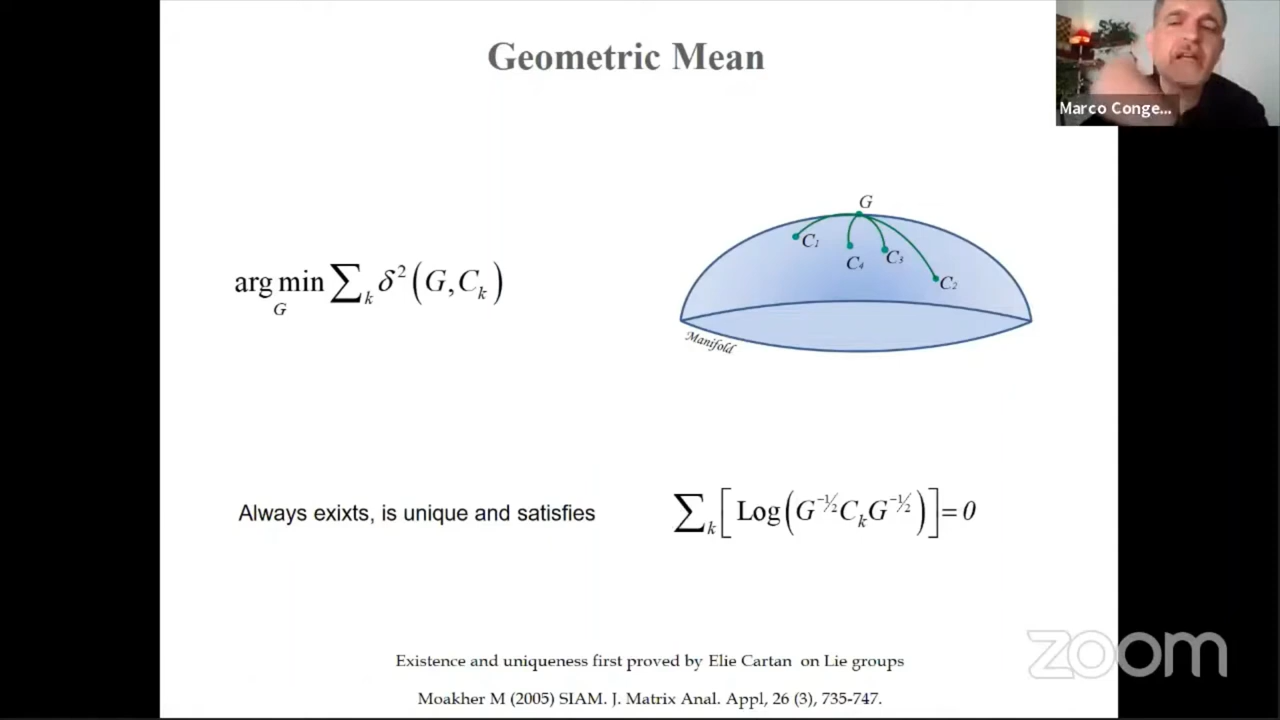 Geometric Mean
Marco Conge...
G
C₁
C₄
C₃
C₂
Manifold
arg min ∑ₖ δ²(G, Cₖ)
G
Always exixts, is unique and satisfies
∑ₖ[Log(G^{-1/2} Cₖ G^{-1/2})]=0
zoom
Existence and uniqueness first proved by Elie Cartan on Lie groups
Moakher M (2005) SIAM. J. Matrix Anal. Appl, 26 (3), 735-747.